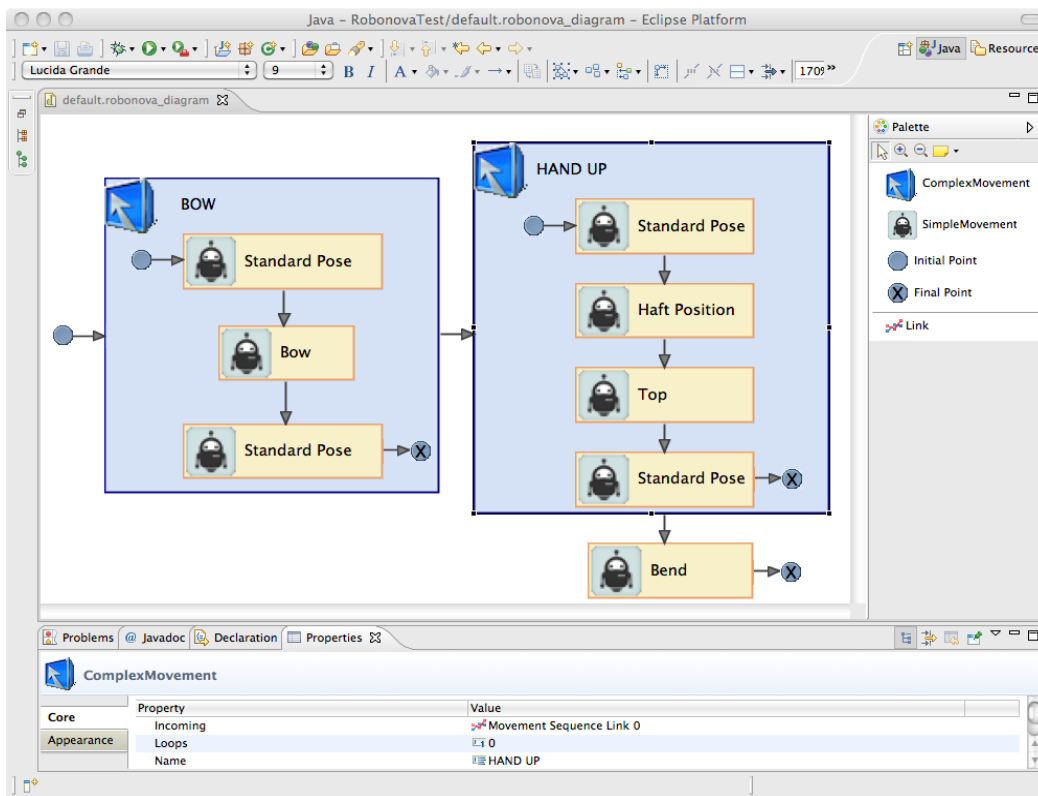 Java – RobonovaTest/default.robonova_diagram – Eclipse Platform
Java
Resource
Lucida Grande
9
B I A
170%
default.robonova_diagram
BOW
Standard Pose
Bow
Standard Pose
HAND UP
Standard Pose
Haft Position
Top
Standard Pose
Bend
Palette
ComplexMovement
SimpleMovement
Initial Point
Final Point
Link
Problems @ Javadoc Declaration Properties
ComplexMovement
Core
Appearance
Property Value
Incoming Movement Sequence Link 0
Loops 0
Name HAND UP